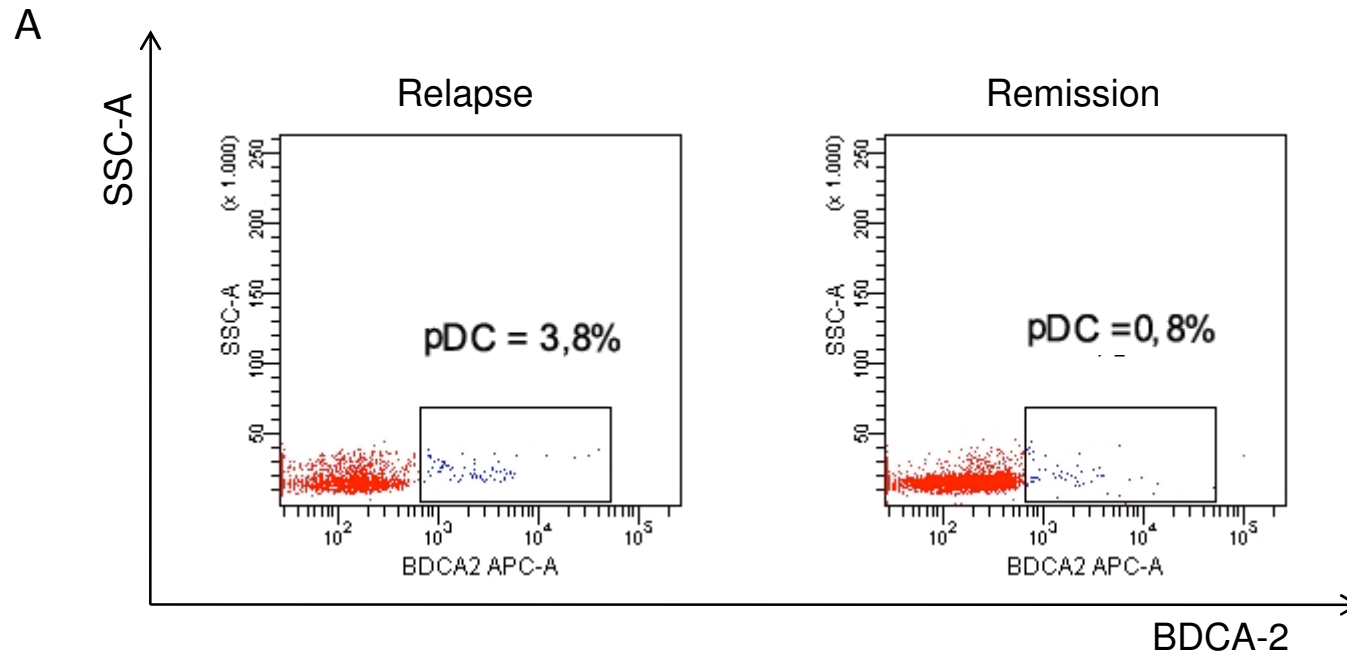 A
SSC-A
Relapse
(x 1.000)
250
200
150
100
50
SSC-A
pDC = 3,8%
10²
10³
10⁴
10⁵
BDCA2 APC-A
Remission
(x 1.000)
250
200
150
100
50
SSC-A
pDC =0,8%
10²
10³
10⁴
10⁵
BDCA2 APC-A
BDCA-2